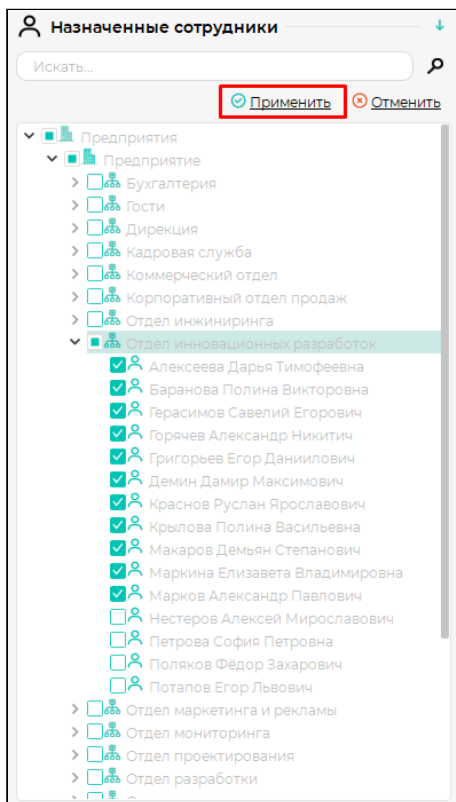 Назначенные сотрудники
Искать...
Применить Отменить
Предприятия
Предприятие
Бухгалтерия
Гости
Дирекция
Кадровая служба
Коммерческий отдел
Корпоративный отдел продаж
Отдел инжиниринга
Отдел инновационных разработок
Алексеева Дарья Тимофеевна
Баранова Полина Викторовна
Герасимов Савелий Егорович
Горячев Александр Никитич
Григорьев Егор Даниилович
Демин Дамир Максимович
Краснов Руслан Ярославович
Крылова Полина Васильевна
Макаров Демьян Степанович
Маркина Елизавета Владимировна
Марков Александр Павлович
Нестеров Алексей Мирославович
Петрова София Петровна
Поляков Фёдор Захарович
Потапов Егор Львович
Отдел маркетинга и рекламы
Отдел мониторинга
Отдел проектирования
Отдел разработки